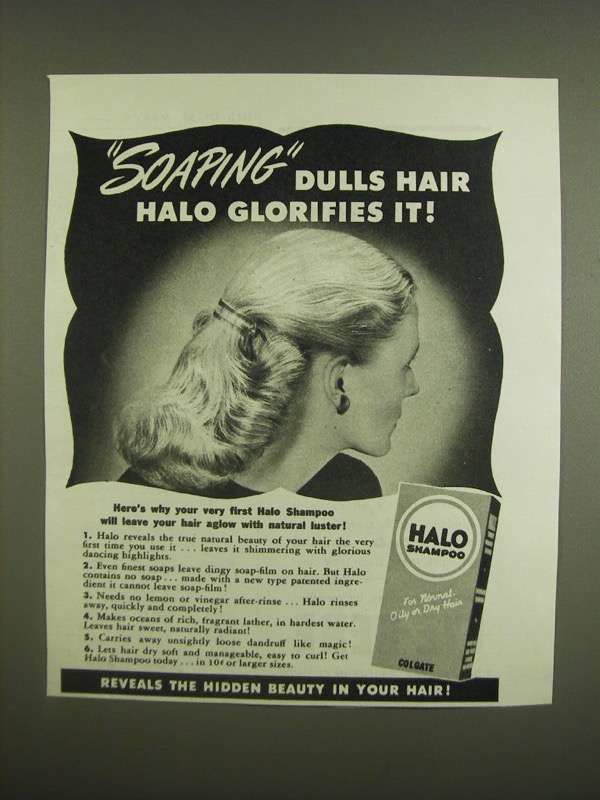 "SOAPING" DULLS HAIR
HALO GLORIFIES IT!
Here's why your very first Halo Shampoo
will leave your hair aglow with natural luster!
1. Halo reveals the true natural beauty of your hair the very
first time you use it . . . leaves it shimmering with glorious
dancing highlights.
2. Even finest soaps leave dingy soap-film on hair. But Halo
contains no soap . . . made with a new type patented ingre-
dient it cannot leave soap-film!
3. Needs no lemon or vinegar after-rinse . . . Halo rinses
away, quickly and completely!
4. Makes oceans of rich, fragrant lather, in hardest water.
Leaves hair sweet, naturally radiant!
5. Carries away unsightly loose dandruff like magic!
6. Lets hair dry soft and manageable, easy to curl! Get
Halo Shampoo today . . . in 10¢ or larger sizes.
HALO
SHAMPOO
For Normal,
Oily or Dry Hair
COLGATE
REVEALS THE HIDDEN BEAUTY IN YOUR HAIR!